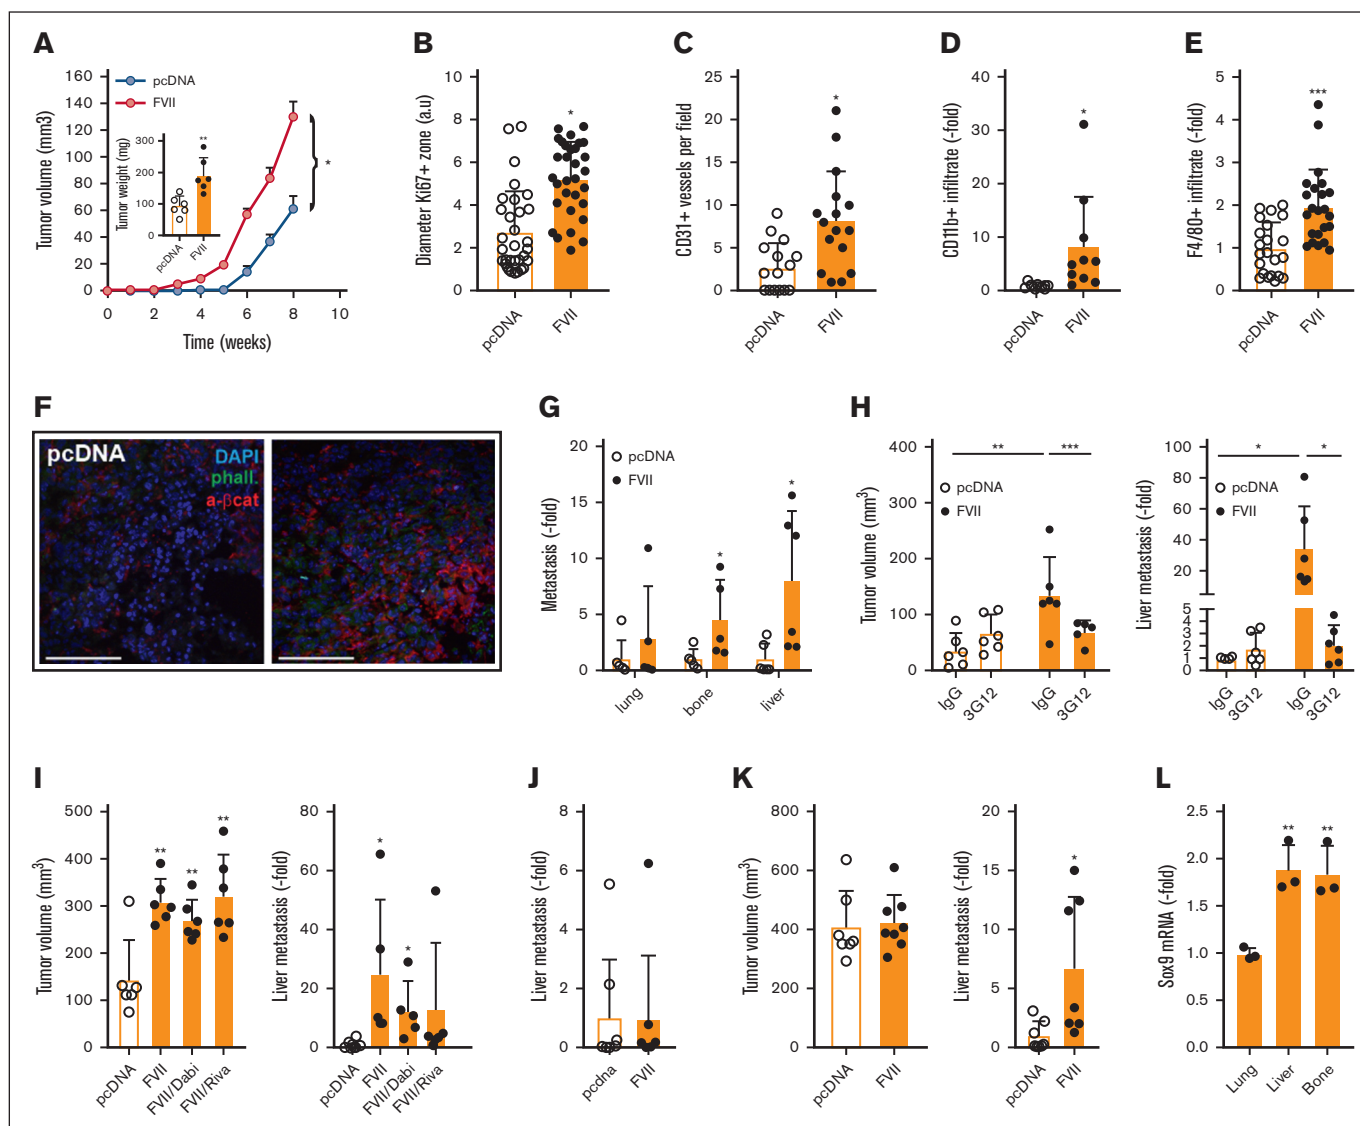 A
Tumor volume (mm3)
160
140
120
100
80
60
40
20
0
0
2
4
6
8
10
Time (weeks)
pcDNA
FVII
*
Tumor weight (mg)
300
200
100
0
**
pcDNA
FVII
B
Diameter Ki67+ zone (a.u)
10
8
6
4
2
0
*
pcDNA
FVII
C
CD31+ vessels per field
25
20
15
10
5
0
*
pcDNA
FVII
D
CD11b+ infiltrate (-fold)
40
30
20
10
0
*
pcDNA
FVII
E
F4/80+ infiltrate (-fold)
5
4
3
2
1
0
***
pcDNA
FVII
F
pcDNA
DAPI
phall.
a-βcat
G
Metastasis (-fold)
20
15
10
5
0
pcDNA
FVII
*
*
lung
bone
liver
H
Tumor volume (mm³)
400
300
200
100
0
**
***
pcDNA
FVII
IgG
3G12
IgG
3G12
Liver metstasis (-fold)
100
80
60
40
20
5
4
3
2
1
0
*
*
pcDNA
FVII
IgG
3G12
IgG
3G12
I
Tumor volume (mm³)
500
400
300
200
100
0
**
**
**
pcDNA
FVII
FVII/Dabi
FVII/Riva
Liver metastasis (-fold)
80
60
40
20
0
*
*
pcDNA
FVII
FVII/Dabi
FVII/Riva
J
Liver metastasis (-fold)
8
6
4
2
0
pcdna
FVII
K
Tumor volume (mm³)
800
600
400
200
0
pcDNA
FVII
Liver metastasis (-fold)
20
15
10
5
0
*
pcDNA
FVII
L
Sox9 mRNA (-fold)
2.5
2.0
1.5
1.0
0.5
0.0
**
**
Lung
Liver
Bone